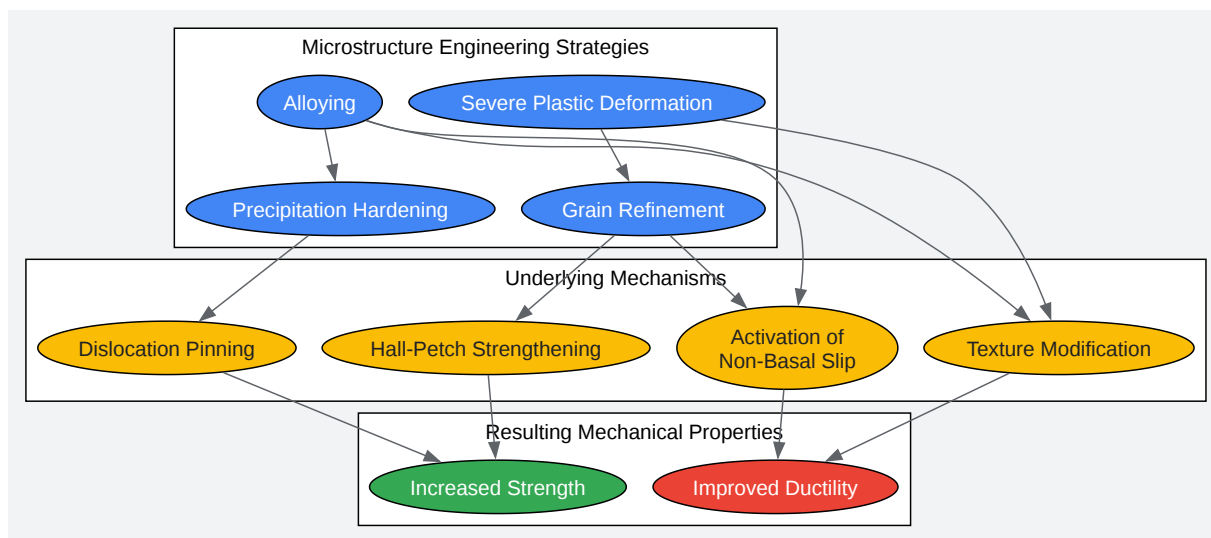 Microstructure Engineering Strategies
Alloying
Severe Plastic Deformation
Precipitation Hardening
Grain Refinement
Underlying Mechanisms
Dislocation Pinning
Hall-Petch Strengthening
Activation of
Non-Basal Slip
Texture Modification
Resulting Mechanical Properties
Increased Strength
Improved Ductility